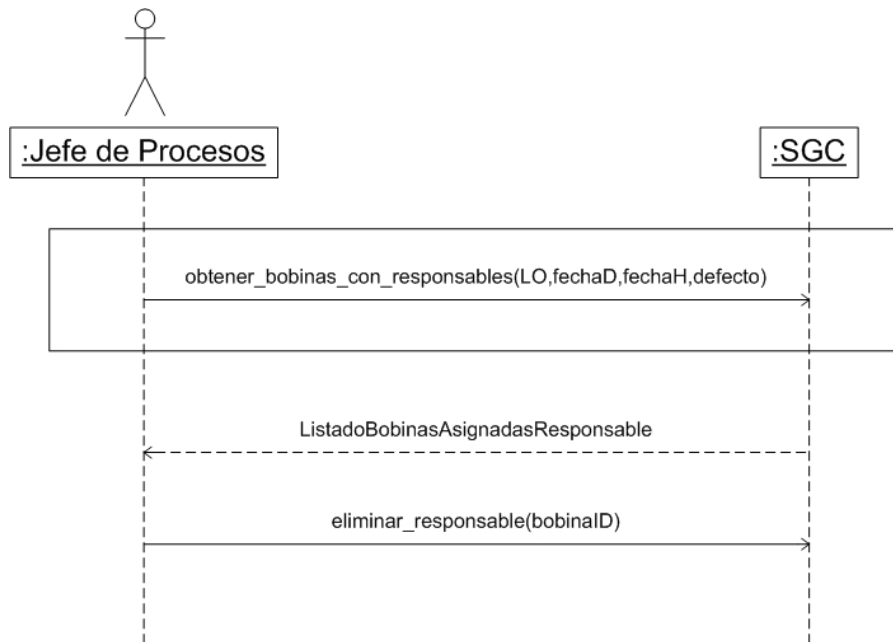 :Jefe de Procesos
:SGC
obtener_bobinas_con_responsables(LO,fechaD,fechaH,defecto)
ListadoBobinasAsignadasResponsable
eliminar_responsable(bobinaID)